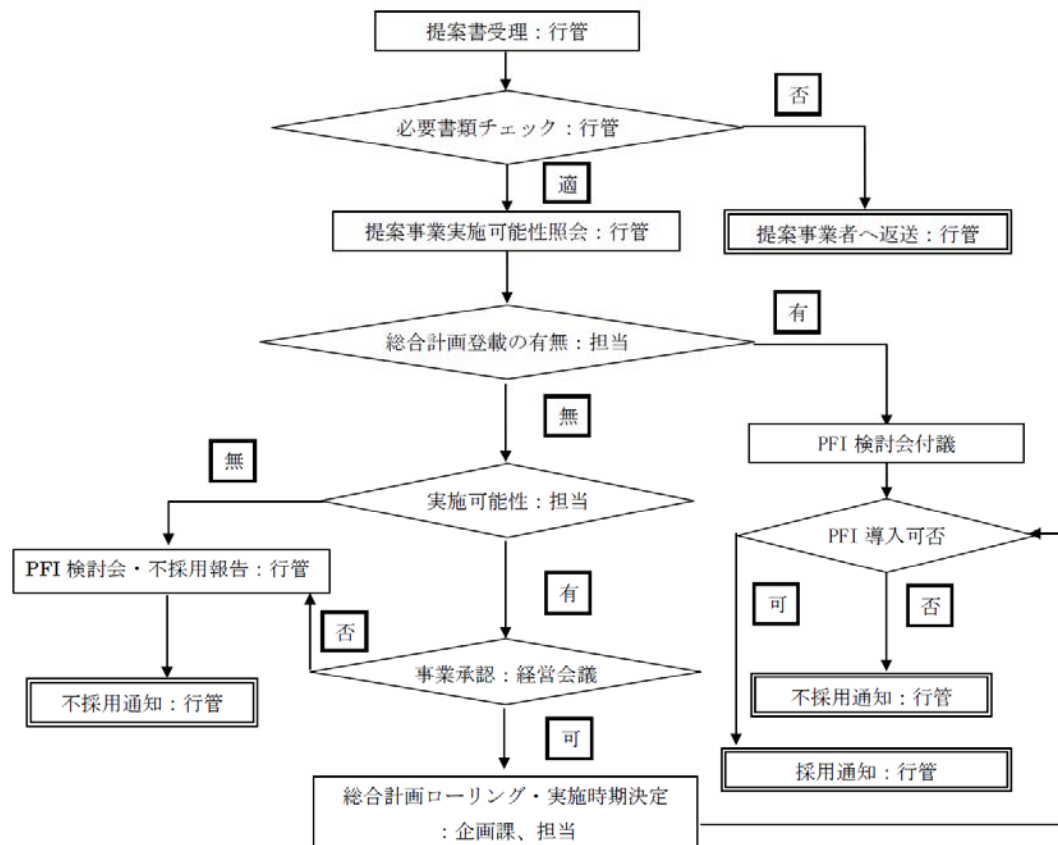 提案書受理：行管
否
必要書類チェック：行管
適
提案事業実施可能性照会：行管
提案事業者へ返送：行管
有
総合計画登載の有無：担当
無
PFI 検討会付議
無
実施可能性：担当
PFI 導入可否
PFI 検討会・不採用報告：行管
有
可
否
否
事業承認：経営会議
不採用通知：行管
不採用通知：行管
可
採用通知：行管
総合計画ローリング・実施時期決定
：企画課、担当